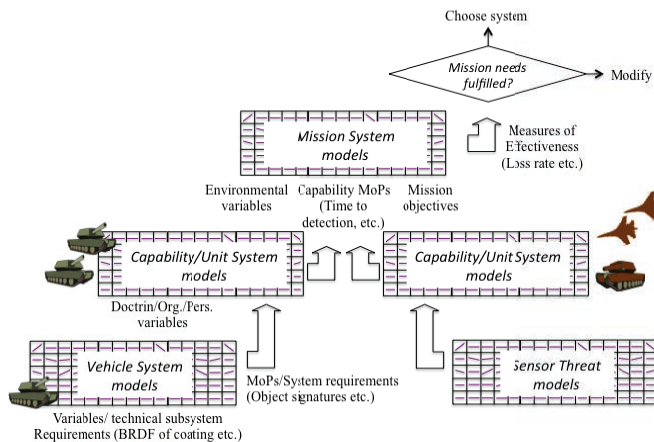 Choose system
Mission needs
fulfilled?
Modify
Mission System
models
Measures of
Effectiveness
(Loss rate etc.)
Environmental
variables
Capability MoPs
(Time to
detection, etc.)
Mission
objectives
Capability/Unit System
models
Capability/Unit System
models
Doctrin/Org./Pers.
variables
Vehicle System
models
MoPs/System requirements
(Object signatures etc.)
Sensor Threat
models
Variables/ technical subsystem
Requirements (BRDF of coating etc.)